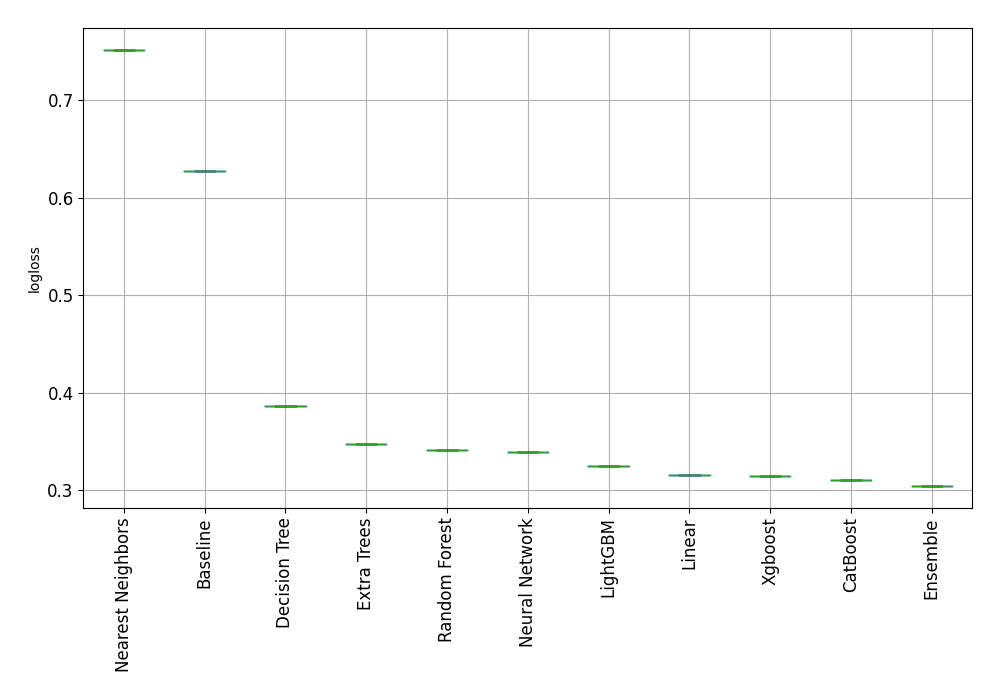 0.7
0.6
0.5
0.4
0.3
logloss
Nearest Neighbors
Baseline
Decision Tree
Extra Trees
Random Forest
Neural Network
LightGBM
Linear
Xgboost
CatBoost
Ensemble